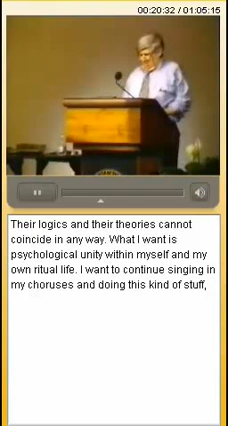 00:20:32 / 01:05:15
Their logics and their theories cannot
coincide in any way. What I want is
psychological unity within myself and my
own ritual life. I want to continue singing in
my choruses and doing this kind of stuff,